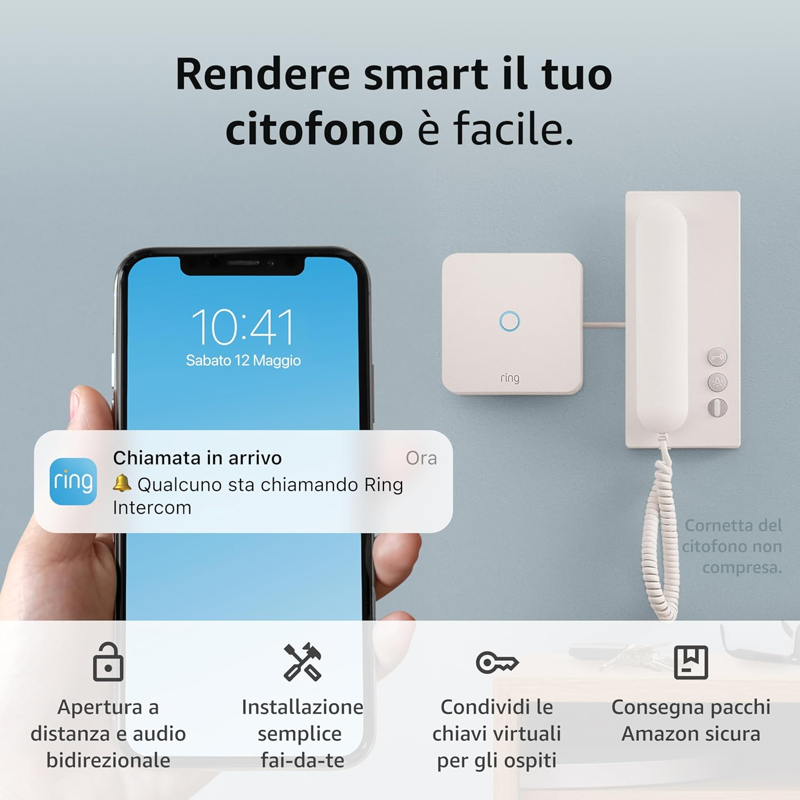 Rendere smart il tuo
citofono è facile.
10:41
Sabato 12 Maggio
ring
ring
Chiamata in arrivo
Ora
🔔 Qualcuno sta chiamando Ring
Intercom
Cornetta del
citofono non
compresa.
Apertura a
distanza e audio
bidirezionale
Installazione
semplice
fai-da-te
Condividi le
chiavi virtuali
per gli ospiti
Consegna pacchi
Amazon sicura